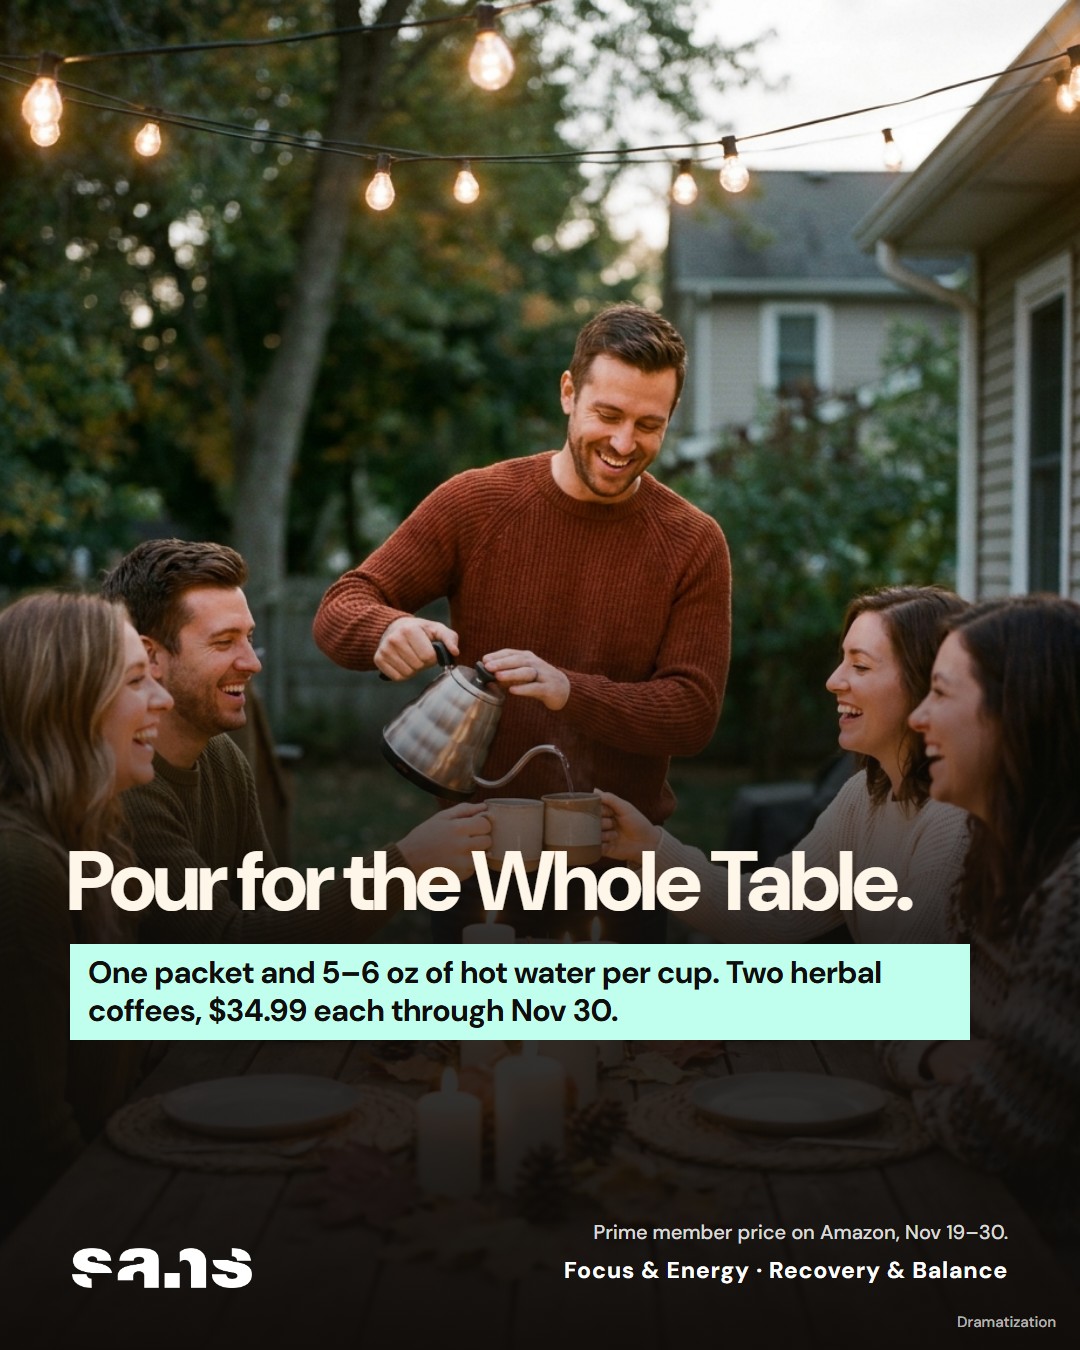 Pour for the Whole Table.
One packet and 5–6 oz of hot water per cup. Two herbal
coffees, $34.99 each through Nov 30.
Prime member price on Amazon, Nov 19–30.
sans
Focus & Energy · Recovery & Balance
Dramatization